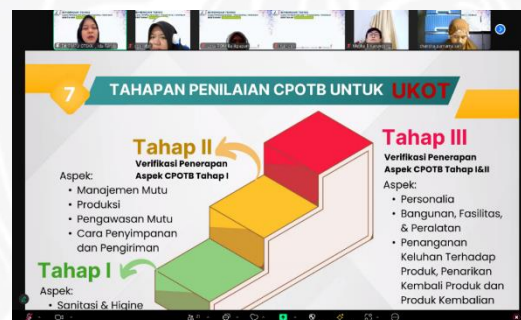 7
TAHAPAN PENILAIAN CPOTB UNTUK UKOT
Tahap II
Verifikasi Penerapan
Aspek CPOTB Tahap I
Aspek:
• Manajemen Mutu
• Produksi
• Pengawasan Mutu
• Cara Penyimpanan
dan Pengiriman
Tahap I
Aspek:
• Sanitasi & Higine
Tahap III
Verifikasi Penerapan
Aspek CPOTB Tahap I&II
Aspek:
• Personalia
• Bangunan, Fasilitas,
& Peralatan
• Penanganan
Keluhan Terhadap
Produk, Penarikan
Kembali Produk dan
Produk Kembalian